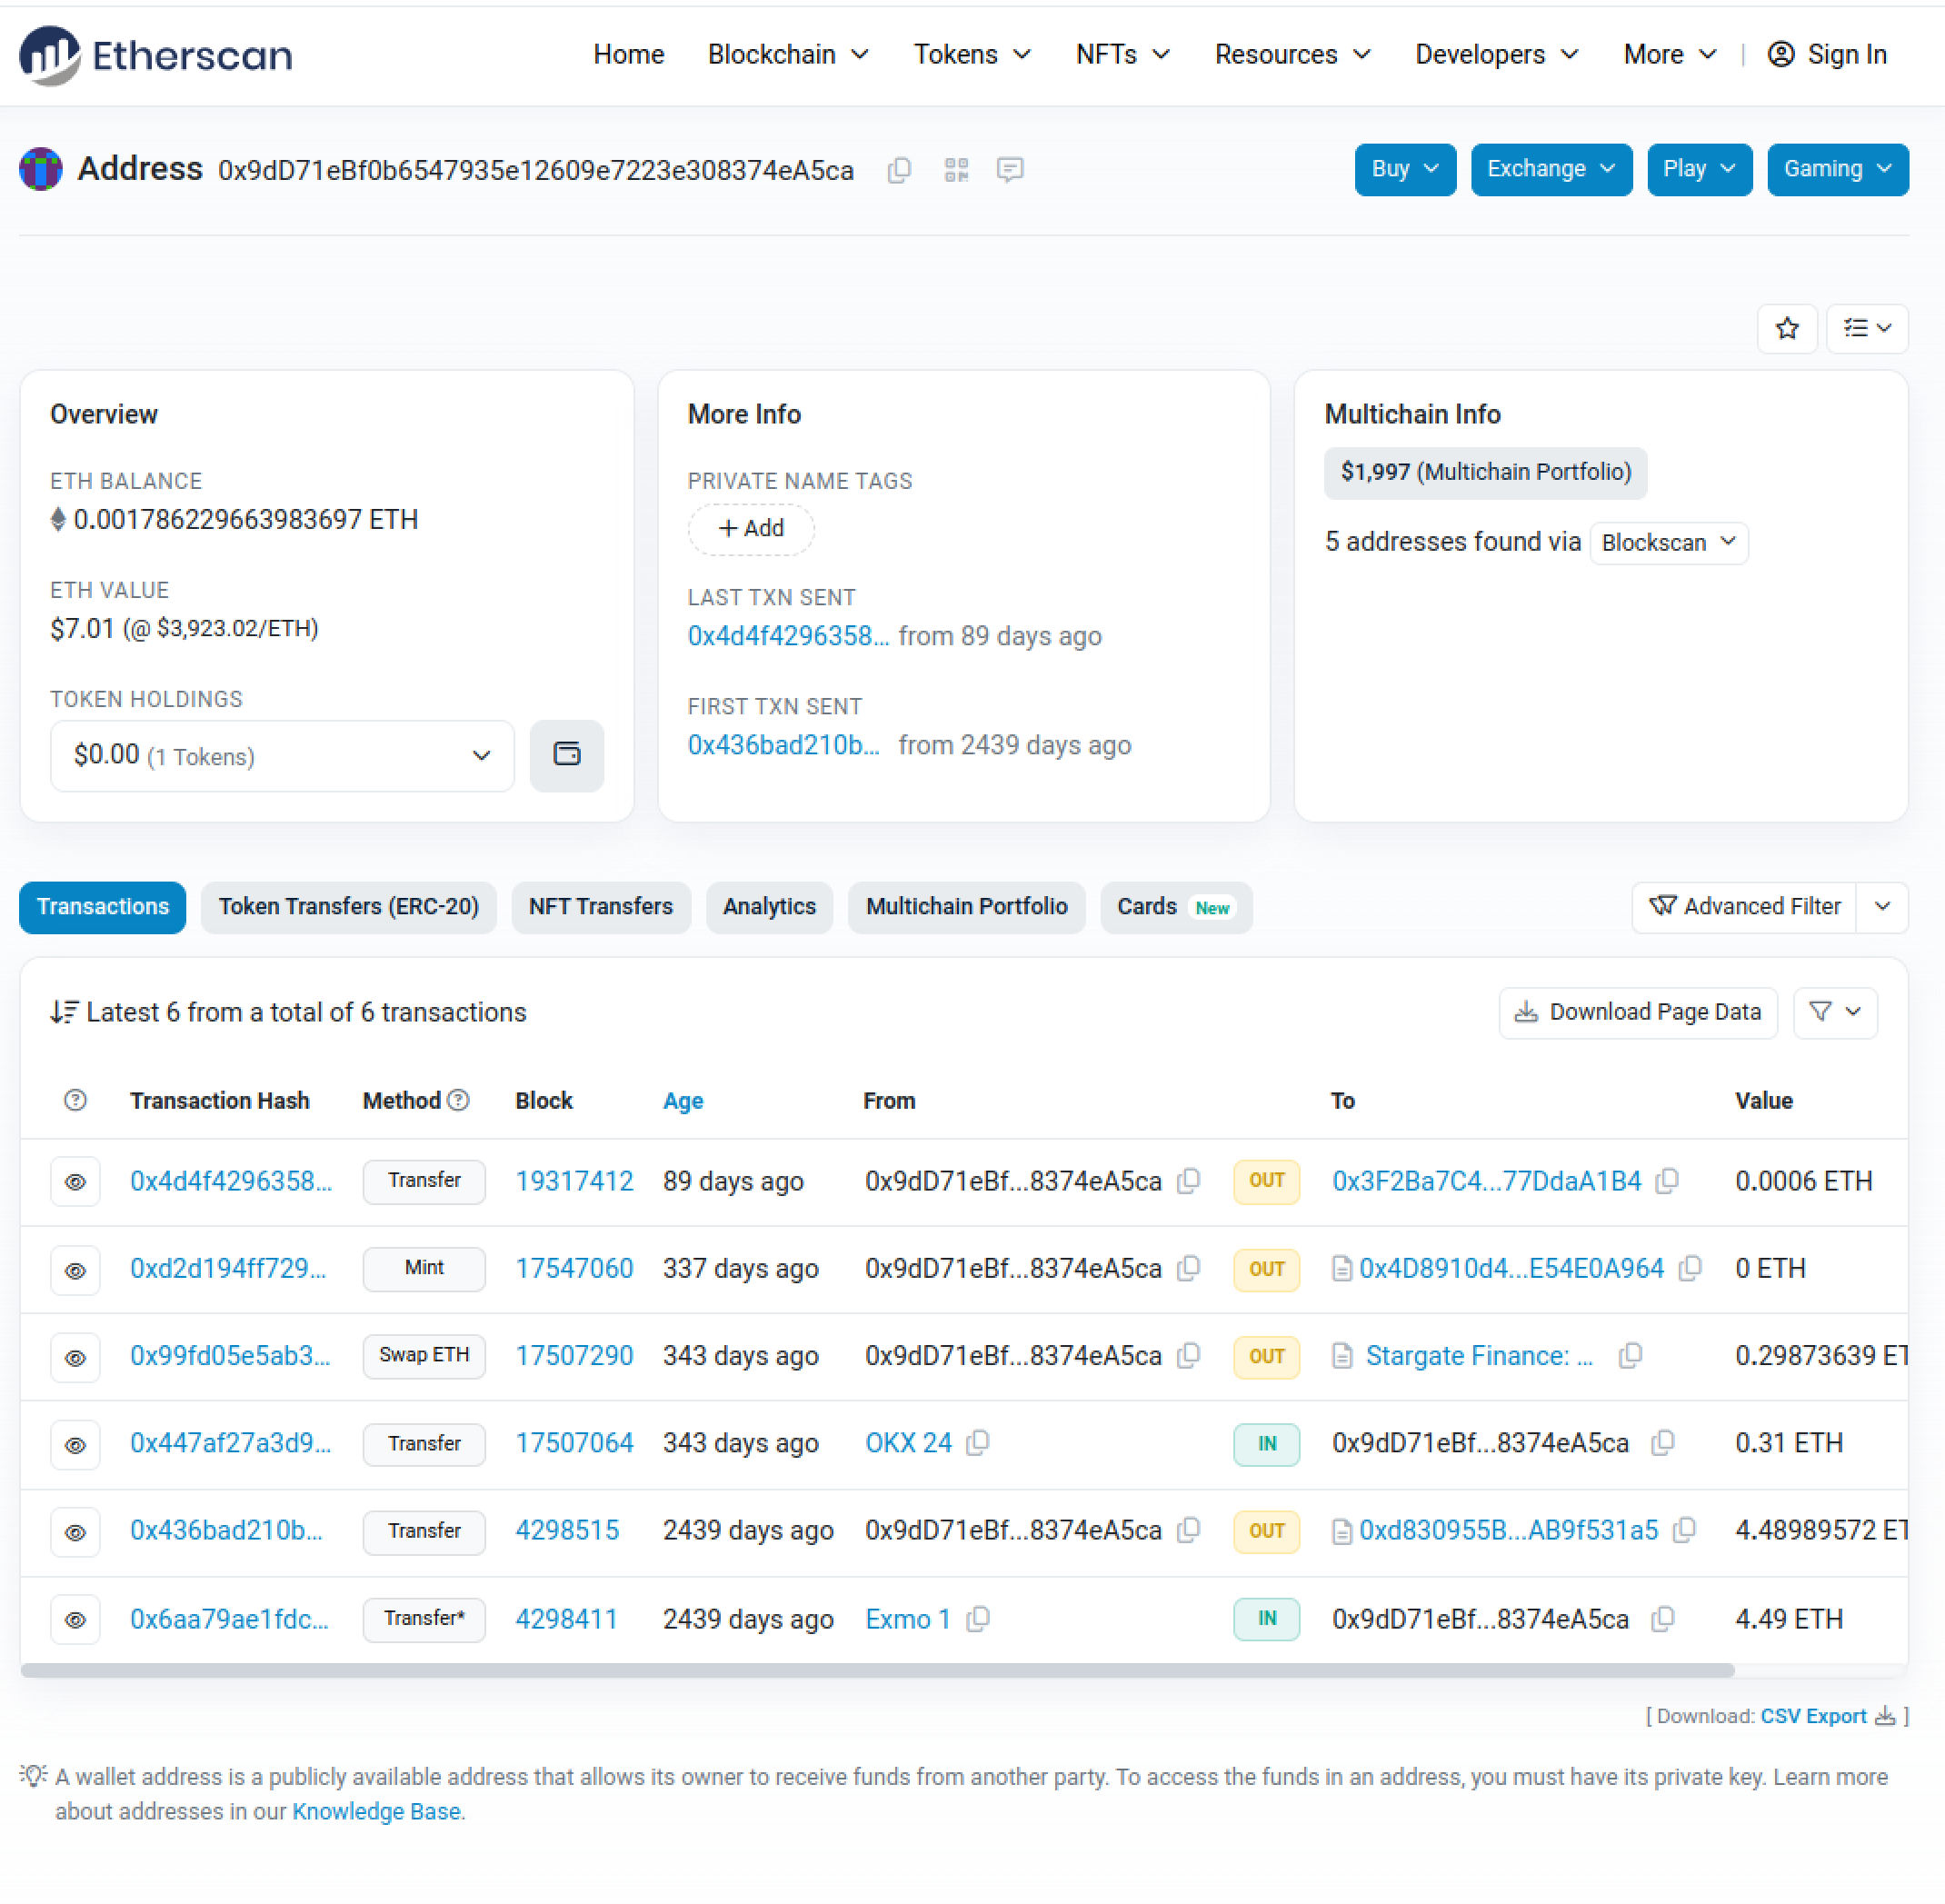 Etherscan
Home Blockchain Tokens NFTs Resources Developers More | Sign In
Address 0x9dD71eBf0b6547935e12609e7223e308374eA5ca
Buy Exchange Play Gaming
Overview
ETH BALANCE
0.001786229663983697 ETH
ETH VALUE
$7.01 (@ $3,923.02/ETH)
TOKEN HOLDINGS
$0.00 (1 Tokens)
More Info
PRIVATE NAME TAGS
+ Add
LAST TXN SENT
0x4d4f4296358... from 89 days ago
FIRST TXN SENT
0x436bad210b... from 2439 days ago
Multichain Info
$1,997 (Multichain Portfolio)
5 addresses found via Blockscan
Transactions Token Transfers (ERC-20) NFT Transfers Analytics Multichain Portfolio Cards New Advanced Filter
Latest 6 from a total of 6 transactions Download Page Data
Transaction Hash Method Block Age From To Value
0x4d4f4296358... Transfer 19317412 89 days ago 0x9dD71eBf...8374eA5ca OUT 0x3F2Ba7C4...77DdaA1B4 0.0006 ETH
0xd2d194ff729... Mint 17547060 337 days ago 0x9dD71eBf...8374eA5ca OUT 0x4D8910d4...E54E0A964 0 ETH
0x99fd05e5ab3... Swap ETH 17507290 343 days ago 0x9dD71eBf...8374eA5ca OUT Stargate Finance: ... 0.29873639 ET
0x447af27a3d9... Transfer 17507064 343 days ago OKX 24 IN 0x9dD71eBf...8374eA5ca 0.31 ETH
0x436bad210b... Transfer 4298515 2439 days ago 0x9dD71eBf...8374eA5ca OUT 0xd830955B...AB9f531a5 4.48989572 ET
0x6aa79ae1fdc... Transfer* 4298411 2439 days ago Exmo 1 IN 0x9dD71eBf...8374eA5ca 4.49 ETH
[ Download: CSV Export ]
A wallet address is a publicly available address that allows its owner to receive funds from another party. To access the funds in an address, you must have its private key. Learn more
about addresses in our Knowledge Base.